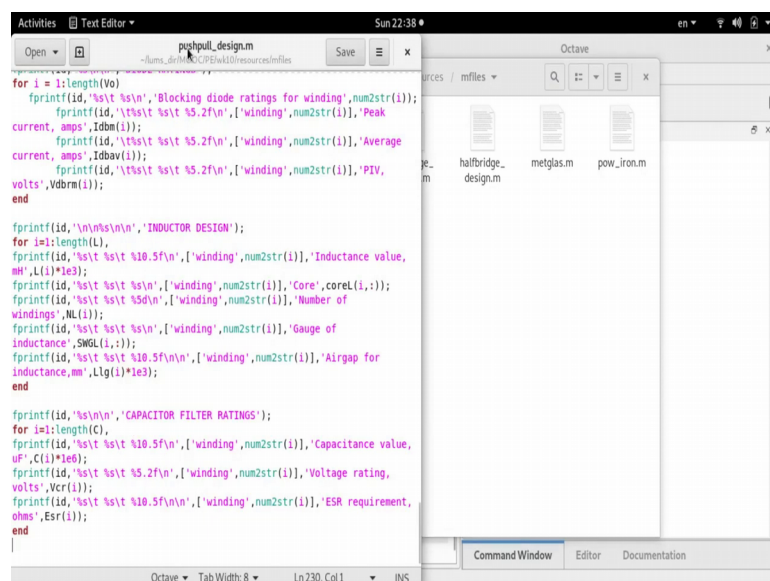 Activities Text Editor Sun 22:38 en
Open pushpull_design.m Save
~/lums_dir/MOOC/PE/wk10/resources/mfiles
for i = 1:length(Vo)
fprintf(id,'%s\t %s\n','Blocking diode ratings for winding',num2str(i));
fprintf(id,'\t%s\t %s\t %5.2f\n',['winding',num2str(i)],'Peak
current, amps',Idbm(i));
fprintf(id,'\t%s\t %s\t %5.2f\n',['winding',num2str(i)],'Average
current, amps',Idbav(i));
fprintf(id,'\t%s\t %s\t %5.2f\n',['winding',num2str(i)],'PIV,
volts',Vdbrm(i));
end
fprintf(id,'\n\n%s\n\n','INDUCTOR DESIGN');
for i=1:length(L),
fprintf(id,'%s\t %s\t %10.5f\n',['winding',num2str(i)],'Inductance value,
mH',L(i)*1e3);
fprintf(id,'%s\t %s\t %s\n',['winding',num2str(i)],'Core',coreL(i,:));
fprintf(id,'%s\t %s\t %5d\n',['winding',num2str(i)],'Number of
windings',NL(i));
fprintf(id,'%s\t %s\t %s\n',['winding',num2str(i)],'Gauge of
inductance',SWGL(i,:));
fprintf(id,'%s\t %s\t %10.5f\n\n',['winding',num2str(i)],'Airgap for
inductance,mm',Llg(i)*1e3);
end
fprintf(id,'%s\n\n','CAPACITOR FILTER RATINGS');
for i=1:length(C),
fprintf(id,'%s\t %s\t %10.5f\n',['winding',num2str(i)],'Capacitance value,
uF',C(i)*1e6);
fprintf(id,'%s\t %s\t %5.2f\n',['winding',num2str(i)],'Voltage rating,
volts',Vcr(i));
fprintf(id,'%s\t %s\t %10.5f\n\n',['winding',num2str(i)],'ESR requirement,
ohms',Esr(i));
end
Octave Tab Width: 8 Ln 230, Col 1 INS
Octave
urces / mfiles
ge_
.m
halfbridge_
design.m
metglas.m
pow_iron.m
Command Window Editor Documentation